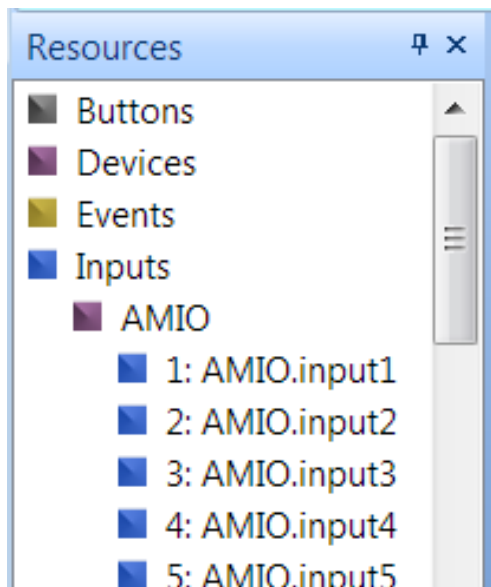 Resources
Buttons
Devices
Events
Inputs
AMIO
1: AMIO.input1
2: AMIO.input2
3: AMIO.input3
4: AMIO.input4
5: AMIO.input5